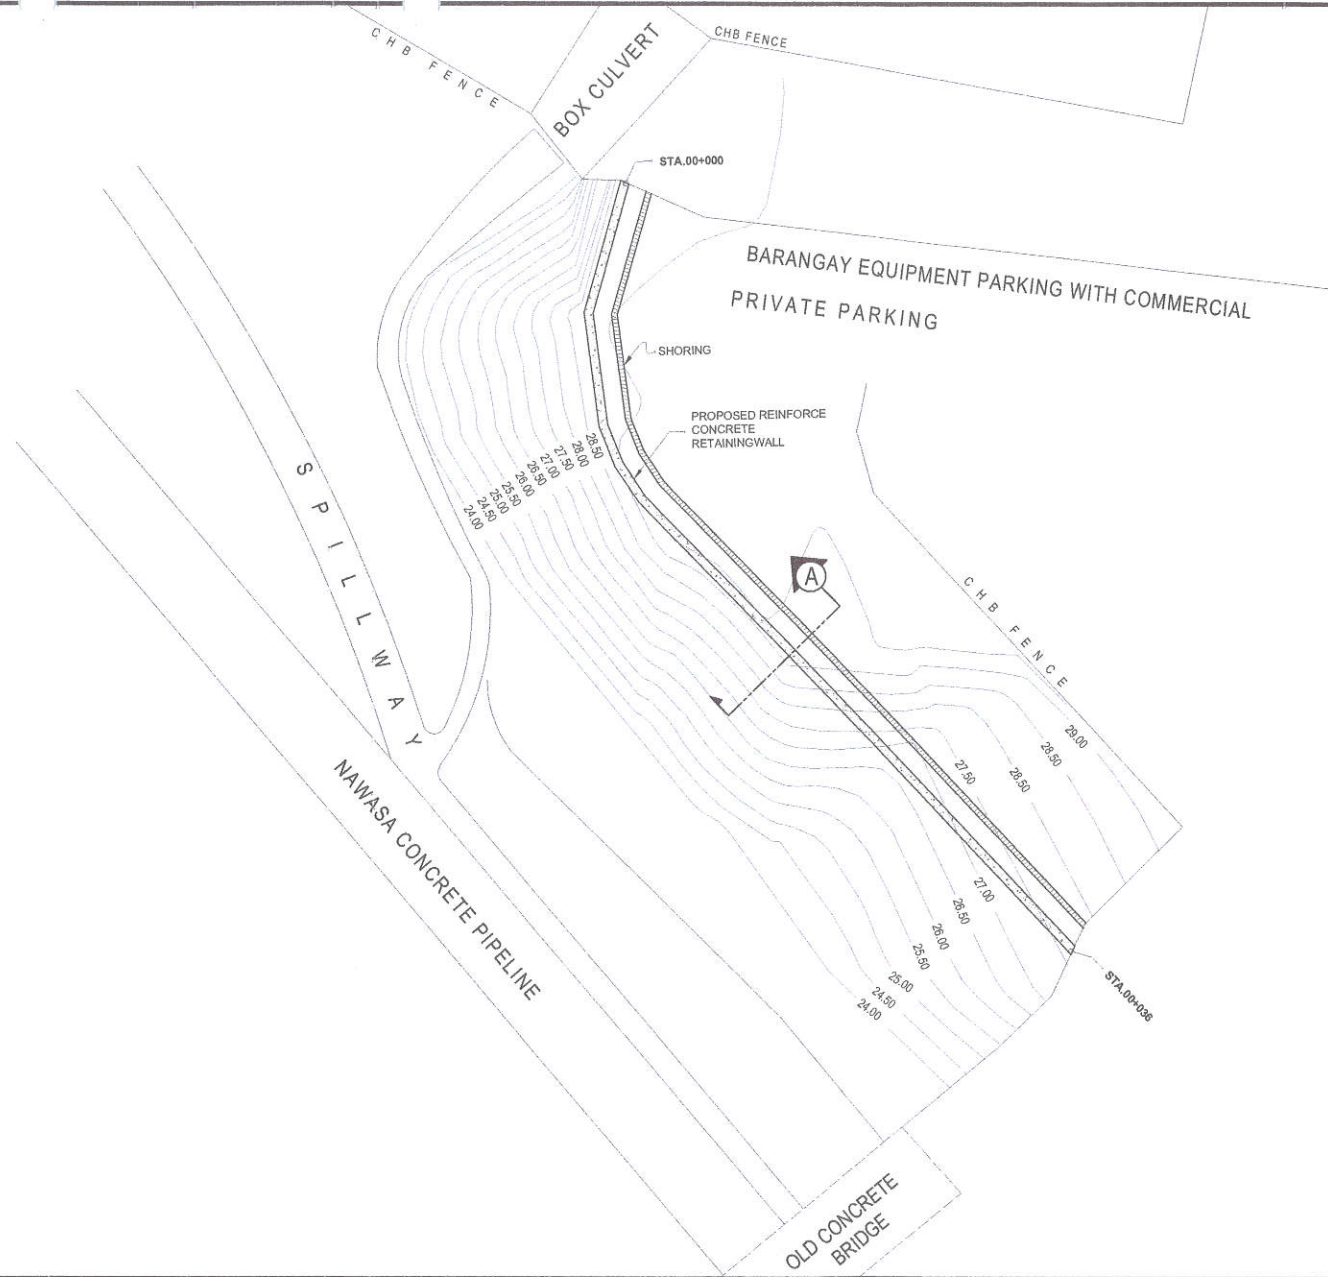 CHB FENCE
BOX CULVERT
CHB FENCE
STA.00+000
BARANGAY EQUIPMENT PARKING WITH COMMERCIAL
PRIVATE PARKING
SHORING
PROPOSED REINFORCE
CONCRETE
RETAININGWALL
28.50
28.00
27.50
27.00
26.50
26.00
25.50
25.00
24.50
24.00
SPILLWAY
A
CHB FENCE
29.00
28.50
28.50
27.50
27.00
26.50
26.00
25.50
25.00
24.50
24.00
STA.00+036
NAWASA CONCRETE PIPELINE
OLD CONCRETE
BRIDGE